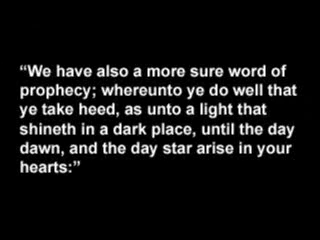 “We have also a more sure word of
prophecy; whereunto ye do well that
ye take heed, as unto a light that
shineth in a dark place, until the day
dawn, and the day star arise in your
hearts:”